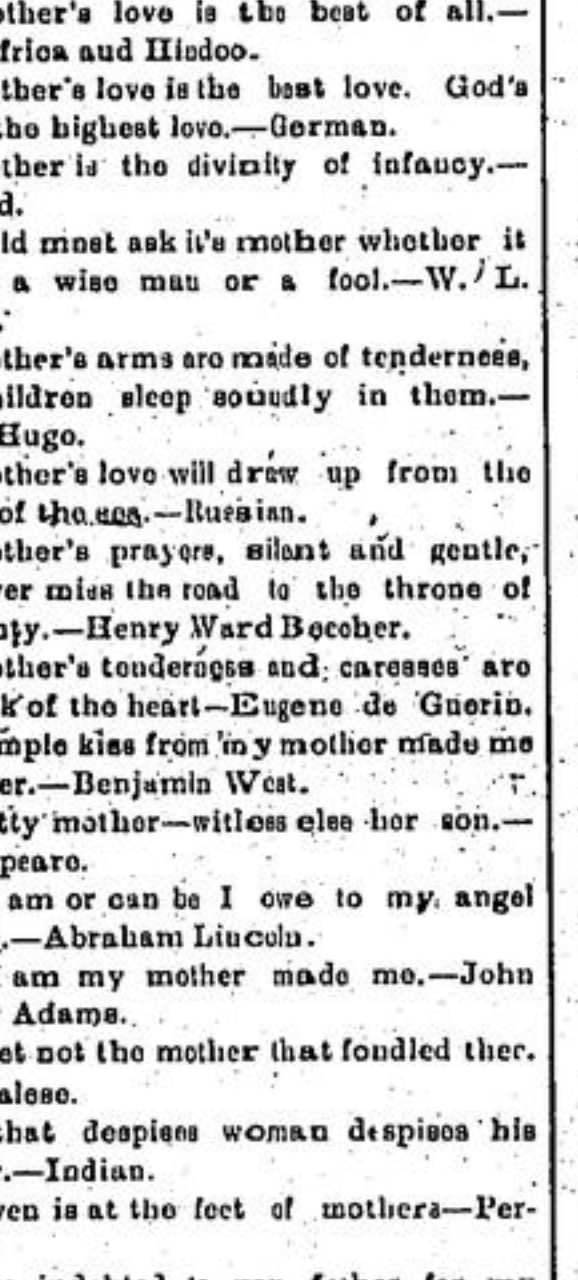 other's love is the best of all.—
frica and Hindoo.
ther's love is the best love. God's
the highest love.—German.
ther is the divinity of infancy.—
d.
ld must ask it's mother whether it
a wise man or a fool.—W. L.
ther's arms are made of tenderness,
hildren sleep soundly in them.—
Hugo.
other's love will draw up from the
of the sea.—Russian.
other's prayers, silent and gentle,
ver miss the road to the throne of
nty.—Henry Ward Beecher.
other's tenderness and caresses are
k of the heart—Eugene de Guerin.
mple kiss from my mother made me
er.—Benjamin West.
tty mother—witless else her son.—
peare.
am or can be I owe to my angel
.—Abraham Lincoln.
I am my mother made me.—John
Adams.
et not the mother that fondled thee.
alese.
that despises woman despises his
r.—Indian.
ven is at the feet of mothers—Per-